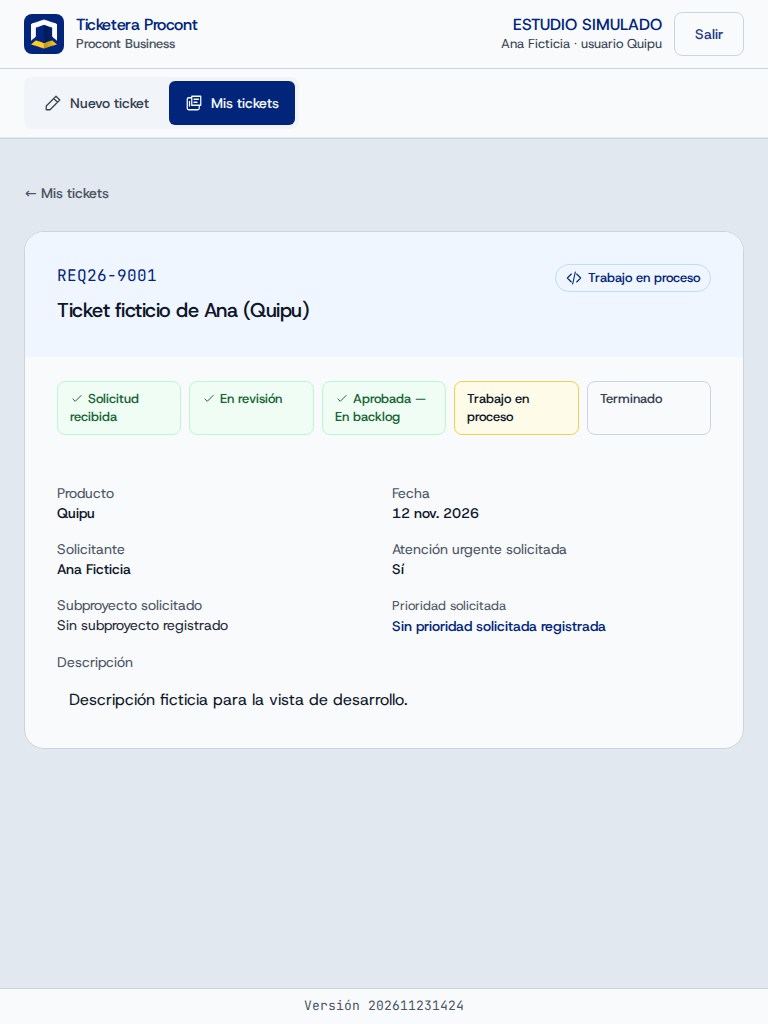 Ticketera Procont
Procont Business
ESTUDIO SIMULADO
Ana Ficticia · usuario Quipu
Salir
Nuevo ticket
Mis tickets
← Mis tickets
REQ26-9001
Trabajo en proceso
Ticket ficticio de Ana (Quipu)
✓ Solicitud
recibida
✓ En revisión
✓ Aprobada —
En backlog
Trabajo en
proceso
Terminado
Producto
Quipu
Fecha
12 nov. 2026
Solicitante
Ana Ficticia
Atención urgente solicitada
Sí
Subproyecto solicitado
Sin subproyecto registrado
Prioridad solicitada
Sin prioridad solicitada registrada
Descripción
Descripción ficticia para la vista de desarrollo.
Versión 202611231424